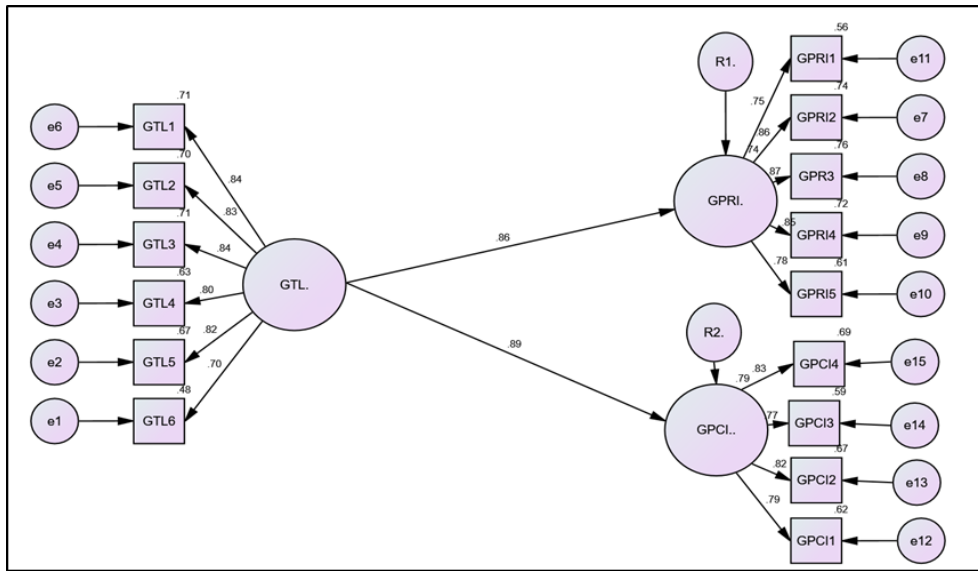 e6
.71
GTL1
e5
.70
GTL2
e4
.71
GTL3
e3
.63
GTL4
e2
.67
GTL5
e1
.48
GTL6
.84
.83
.84
.80
.82
.70
GTL.
.86
.89
R1.
GPRI.
.74
.75
.86
.87
.85
.78
.56
GPRI1
e11
.74
GPRI2
e7
.76
GPR3
e8
.72
GPRI4
e9
.61
GPRI5
e10
R2.
GPCI..
.79
.83
.77
.82
.79
.69
GPCI4
e15
.59
GPCI3
e14
.67
GPCI2
e13
.62
GPCI1
e12